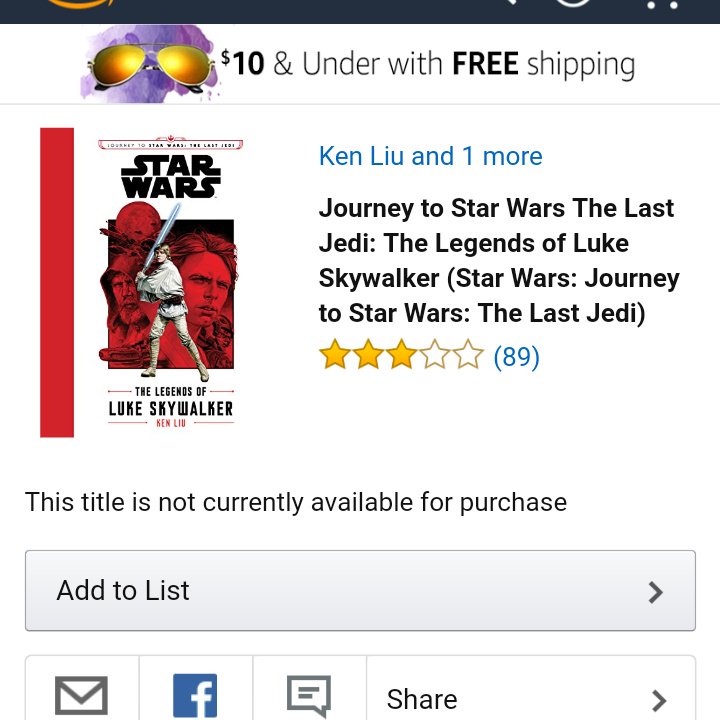 $10 & Under with FREE shipping
JOURNEY TO STAR WARS: THE LAST JEDI
STAR
WARS
THE LEGENDS OF
LUKE SKYWALKER
KEN LIU
Ken Liu and 1 more
Journey to Star Wars The Last
Jedi: The Legends of Luke
Skywalker (Star Wars: Journey
to Star Wars: The Last Jedi)
(89)
This title is not currently available for purchase
Add to List
Share